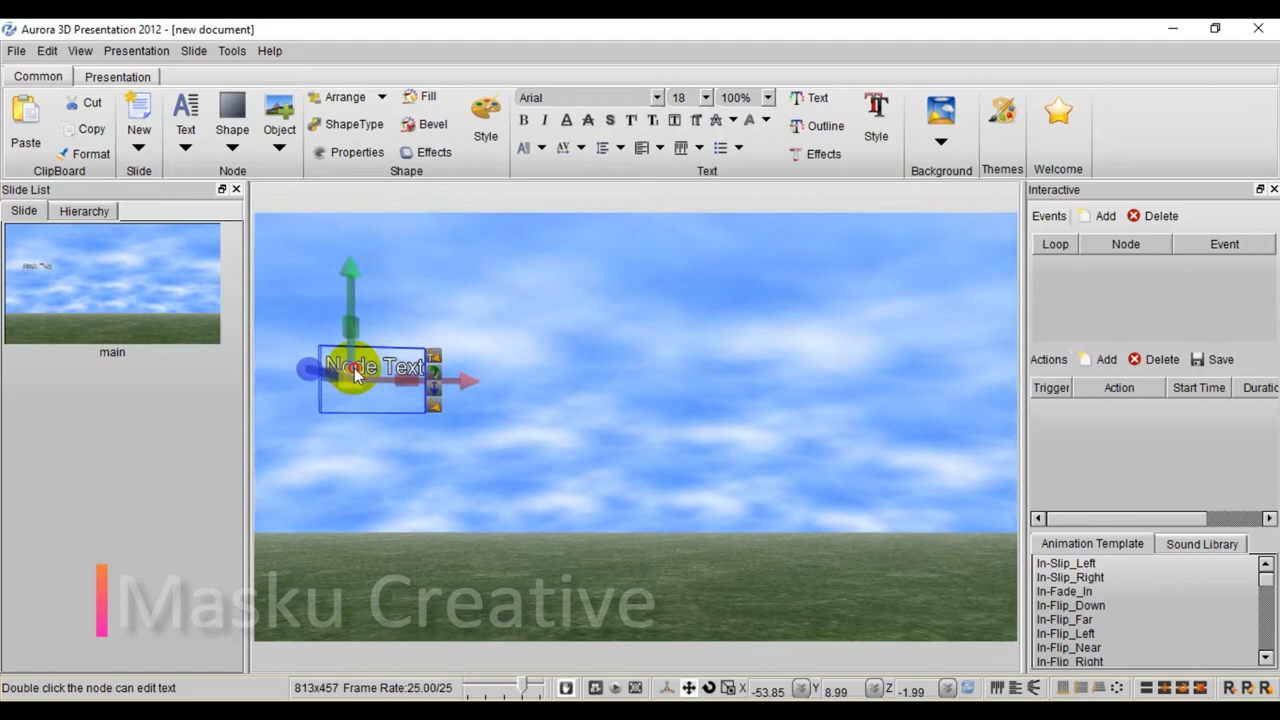 Aurora 3D Presentation 2012 - [new document]
File Edit View Presentation Slide Tools Help
Common Presentation
Paste Cut Copy Format ClipBoard
New Slide
Text Shape Object Node
Arrange ShapeType Properties Fill Bevel Effects Style Shape
Arial 18 100% Text Outline Effects Style Text
Background Themes Welcome
Slide List
Slide Hierarchy
main
Node Text
Masku Creative
Interactive
Events Add Delete
Loop Node Event
Actions Add Delete Save
Trigger Action Start Time Duratic
Animation Template Sound Library
In-Slip_Left
In-Slip_Right
In-Fade_In
In-Flip_Down
In-Flip_Far
In-Flip_Left
In-Flip_Near
In-Flip_Right
Double click the node can edit text 813x457 Frame Rate:25.00/25 X -53.85 Y 8.99 Z -1.99